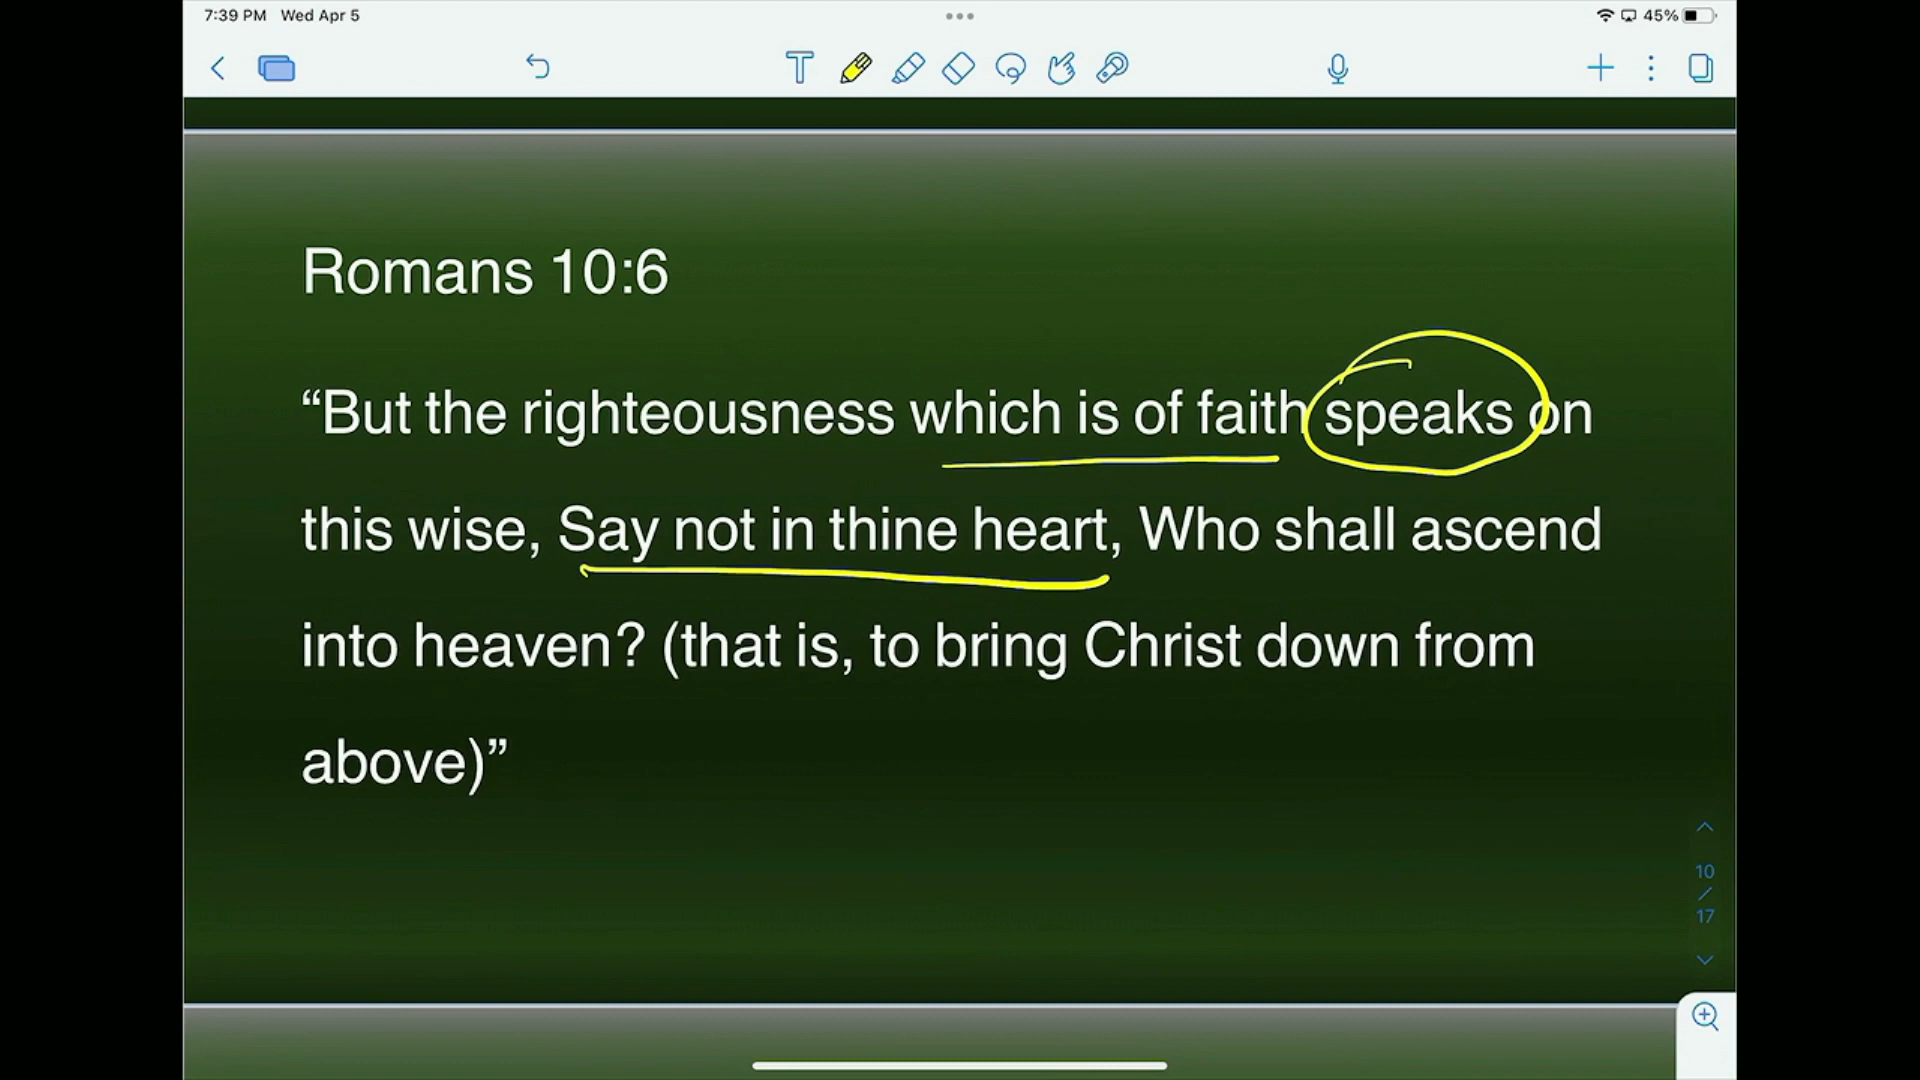 7:39 PM Wed Apr 5
45%
T
Romans 10:6
“But the righteousness which is of faith speaks on
this wise, Say not in thine heart, Who shall ascend
into heaven? (that is, to bring Christ down from
above)”
10
/
17